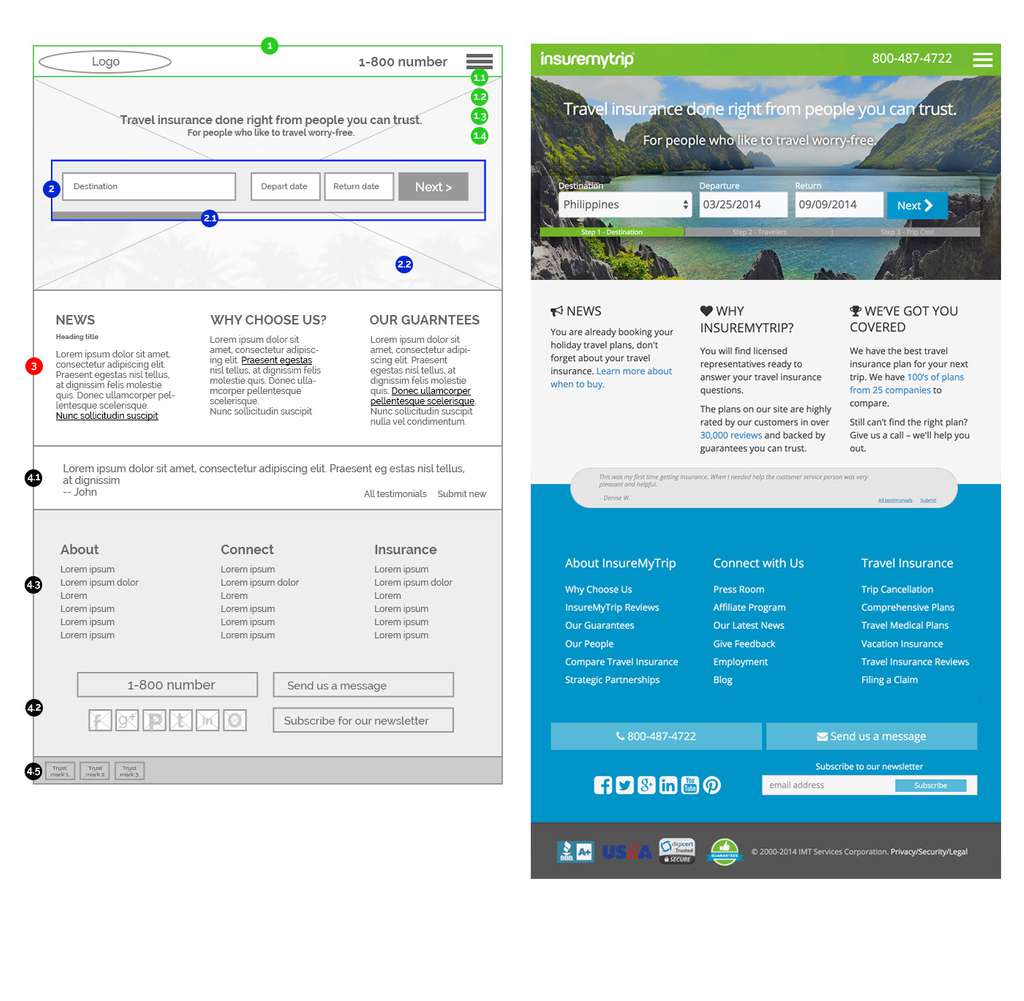 1
Logo
1-800 number
1.1
1.2
1.3
1.4
Travel insurance done right from people you can trust.
For people who like to travel worry-free.
2
Destination
Depart date
Return date
Next >
2.1
2.2
NEWS
Heading title
Lorem ipsum dolor sit amet,
consectetur adipiscing elit.
Praesent egestas nisl tellus,
at dignissim felis molestie
quis. Donec ullamcorper pel-
lentesque scelerisque.
Nunc sollicitudin suscipit
WHY CHOOSE US?
Lorem ipsum dolor sit
amet, consectetur adipisc-
ing elit. Praesent egestas
nisl tellus, at dignissim felis
molestie quis. Donec ulla-
mcorper pellentesque
scelerisque.
Nunc sollicitudin suscipit
OUR GUARNTEES
Lorem ipsum dolor sit
amet, consectetur adipi-
scing elit. Praesent egestas
nisl tellus, at dignissim
felis molestie
quis. Donec ullamcorper
pellentesque scelerisque.
nulla vel condimentum.
3
4.1
Lorem ipsum dolor sit amet, consectetur adipiscing elit. Praesent eg estas nisl tellus,
at dignissim
-- John
All testimonials
Submit new
4.3
About
Lorem ipsum
Lorem ipsum dolor
Lorem
Lorem ipsum
Lorem ipsum
Lorem ipsum
Connect
Lorem ipsum
Lorem ipsum dolor
Lorem
Lorem ipsum
Lorem ipsum
Lorem ipsum
Insurance
Lorem ipsum
Lorem ipsum dolor
Lorem
Lorem ipsum
Lorem ipsum
Lorem ipsum
4.2
1-800 number
Send us a message
f g+ P t in O
Subscribe for our newsletter
4.5
Trust
mark 1.
Trust
mark 2.
Trust
mark 3.
insuremytrip
800-487-4722
Travel insurance done right from people you can trust.
For people who like to travel worry-free.
Destination
Departure
Return
Philippines
03/25/2014
09/09/2014
Next
Step 1 - Destination
Step 2 - Travelers
Step 3 - Trip Cost
NEWS
You are already booking your
holiday travel plans, don't
forget about your travel
insurance. Learn more about
when to buy.
WHY
INSUREMYTRIP?
You will find licensed
representatives ready to
answer your travel insurance
questions.
The plans on our site are highly
rated by our customers in over
30,000 reviews and backed by
guarantees you can trust.
WE'VE GOT YOU
COVERED
We have the best travel
insurance plan for your next
trip. We have 100's of plans
from 25 companies to
compare.
Still can't find the right plan?
Give us a call – we'll help you
out.
This was my first time getting insurance. When I needed help the customer service person was very
pleasant and helpful.
- Denise W.
All testimonials
Submit
About InsureMyTrip
Why Choose Us
InsureMyTrip Reviews
Our Guarantees
Our People
Compare Travel Insurance
Strategic Partnerships
Connect with Us
Press Room
Affiliate Program
Our Latest News
Give Feedback
Employment
Blog
Travel Insurance
Trip Cancellation
Comprehensive Plans
Travel Medical Plans
Vacation Insurance
Travel Insurance Reviews
Filing a Claim
800-487-4722
Send us a message
Subscribe to our newsletter
f g+ in You Tube
email address
Subscribe
BBB A+
digicert
Trusted
SECURE
GUARANTEED
© 2000-2014 IMT Services Corporation. Privacy/Security/Legal